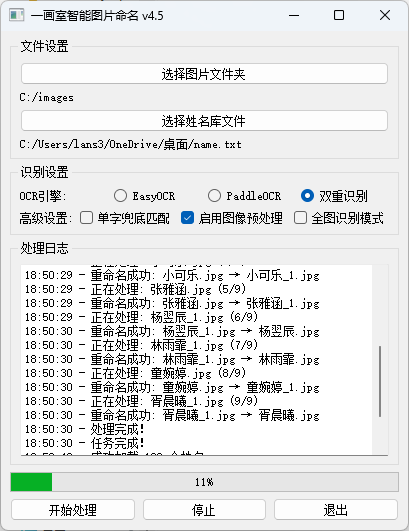 一画室智能图片命名 v4.5
文件设置
选择图片文件夹
C:/images
选择姓名库文件
C:/Users/lans3/OneDrive/桌面/name.txt
识别设置
OCR引擎: EasyOCR PaddleOCR 双重识别
高级设置: 单字兜底匹配 启用图像预处理 全图识别模式
处理日志
18:50:29 - 重命名成功: 小可乐.jpg → 小可乐_1.jpg
18:50:29 - 正在处理: 张雅涵.jpg (5/9)
18:50:29 - 重命名成功: 张雅涵.jpg → 张雅涵_1.jpg
18:50:30 - 正在处理: 杨翌辰_1.jpg (6/9)
18:50:30 - 重命名成功: 杨翌辰_1.jpg → 杨翌辰.jpg
18:50:30 - 正在处理: 林雨霏_1.jpg (7/9)
18:50:30 - 重命名成功: 林雨霏_1.jpg → 林雨霏.jpg
18:50:30 - 正在处理: 童婉婷.jpg (8/9)
18:50:30 - 重命名成功: 童婉婷.jpg → 童婉婷_1.jpg
18:50:30 - 正在处理: 胥晨曦_1.jpg (9/9)
18:50:30 - 重命名成功: 胥晨曦_1.jpg → 胥晨曦.jpg
18:50:30 - 处理完成!
18:50:30 - 任务完成!
11%
开始处理 停止 退出